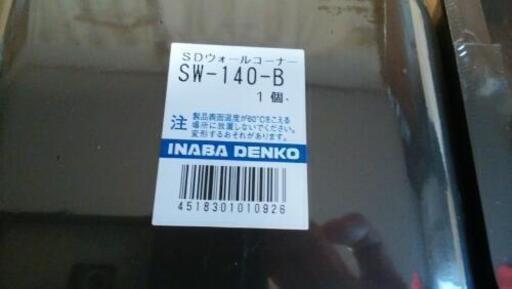 SDウォールコーナー
SW-140-B
1個.
注 製品表面温度が60℃をこえる
場所に放置しないでください。
変形するおそれがあります。
INABA DENKO
4518301010926